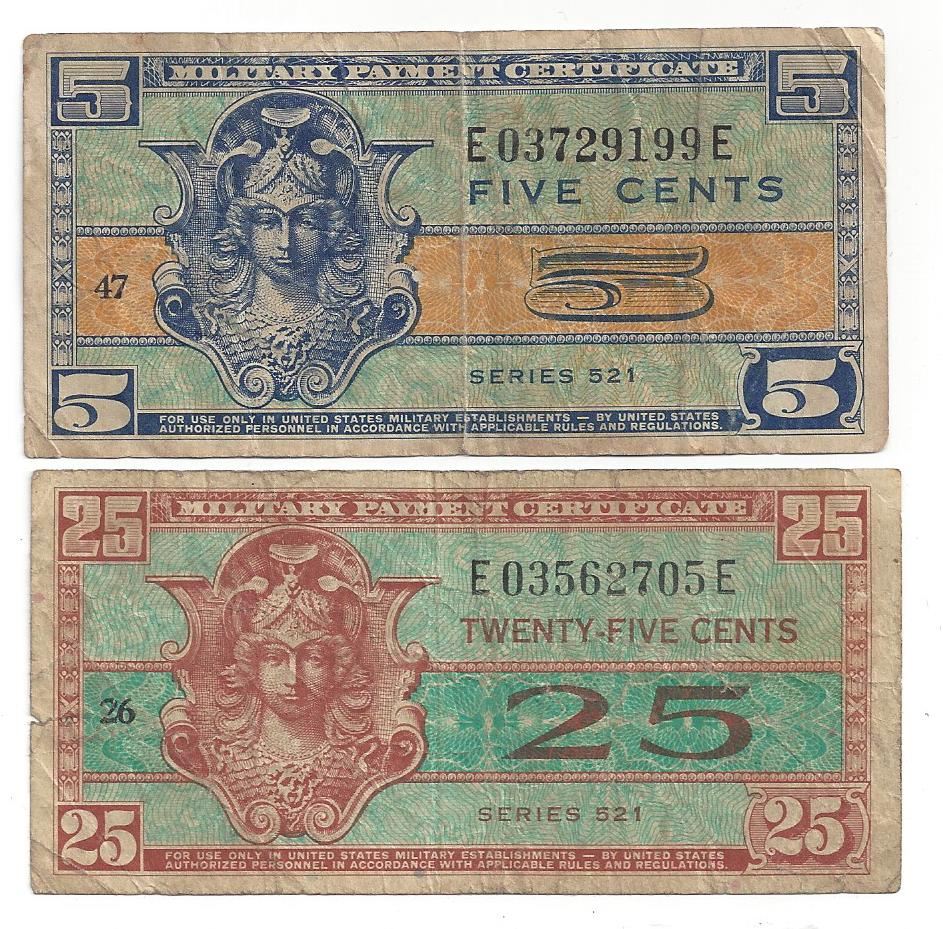 5 MILITARY PAYMENT CERTIFICATE 5
E03729199E
FIVE CENTS
47 5
SERIES 521
5 5
FOR USE ONLY IN UNITED STATES MILITARY ESTABLISHMENTS — BY UNITED STATES
AUTHORIZED PERSONNEL IN ACCORDANCE WITH APPLICABLE RULES AND REGULATIONS.
25 MILITARY PAYMENT CERTIFICATE 25
E03562705E
TWENTY-FIVE CENTS
26 25
SERIES 521
25 25
FOR USE ONLY IN UNITED STATES MILITARY ESTABLISHMENTS — BY UNITED STATES
AUTHORIZED PERSONNEL IN ACCORDANCE WITH APPLICABLE RULES AND REGULATIONS.